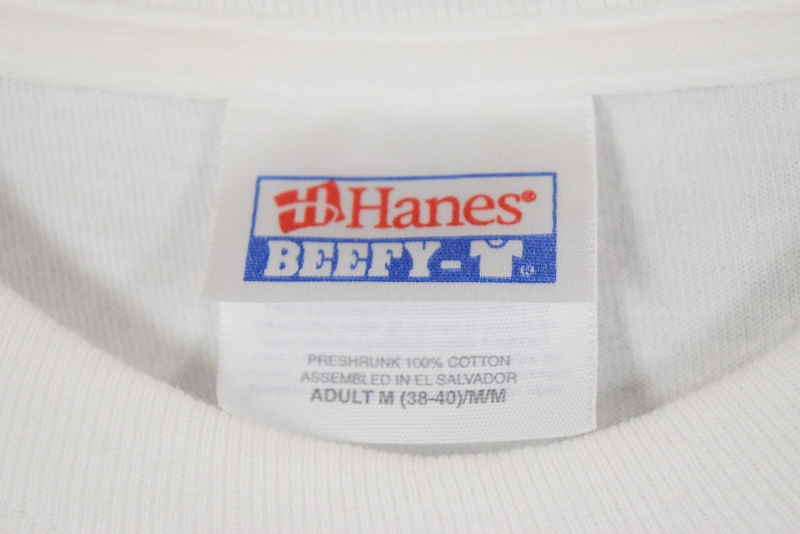 Hanes®
BEEFY-T®
PRESHRUNK 100% COTTON
ASSEMBLED IN EL SALVADOR
ADULT M (38-40)/M/M